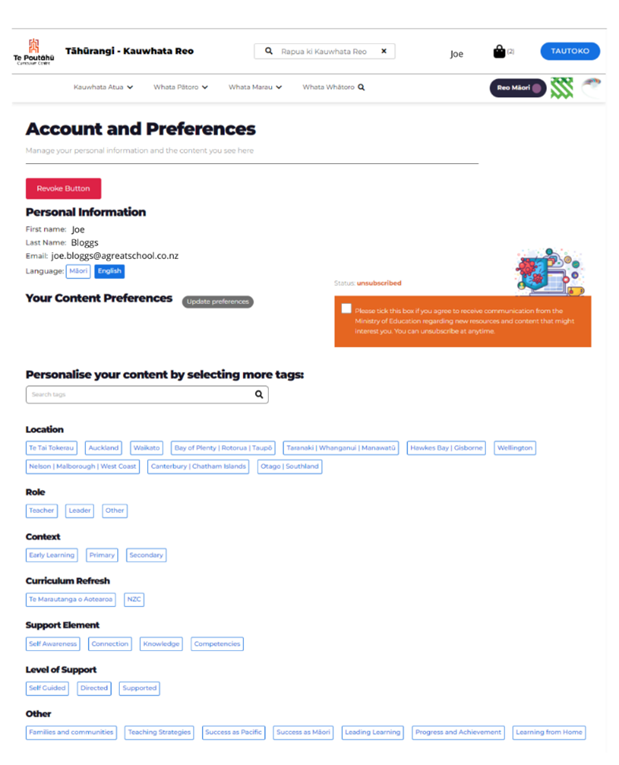 Te Poutāhū
Curriculum Centre
Tāhūrangi - Kauwhata Reo
Rapua ki Kauwhata Reo ×
Joe
(2)
TAUTOKO
Kauwhata Atua
Whata Pātoro
Whata Marau
Whata Whātoro
Reo Māori
Account and Preferences
Manage your personal information and the content you see here
Revoke Button
Personal Information
First name: Joe
Last Name: Bloggs
Email: joe.bloggs@agreatschool.co.nz
Language: Māori English
Status: unsubscribed
Your Content Preferences Update preferences
Please tick this box if you agree to receive communication from the
Ministry of Education regarding new resources and content that might
interest you. You can unsubscribe at anytime.
Personalise your content by selecting more tags:
Search tags
Location
Te Tai Tokerau Auckland Waikato Bay of Plenty | Rotorua | Taupō Taranaki | Whanganui | Manawatū Hawkes Bay | Gisborne Wellington
Nelson | Malborough | West Coast Canterbury | Chatham Islands Otago | Southland
Role
Teacher Leader Other
Context
Early Learning Primary Secondary
Curriculum Refresh
Te Marautanga o Aotearoa NZC
Support Element
Self Awareness Connection Knowledge Competencies
Level of Support
Self Guided Directed Supported
Other
Families and communities Teaching Strategies Success as Pacific Success as Māori Leading Learning Progress and Achievement Learning from Home